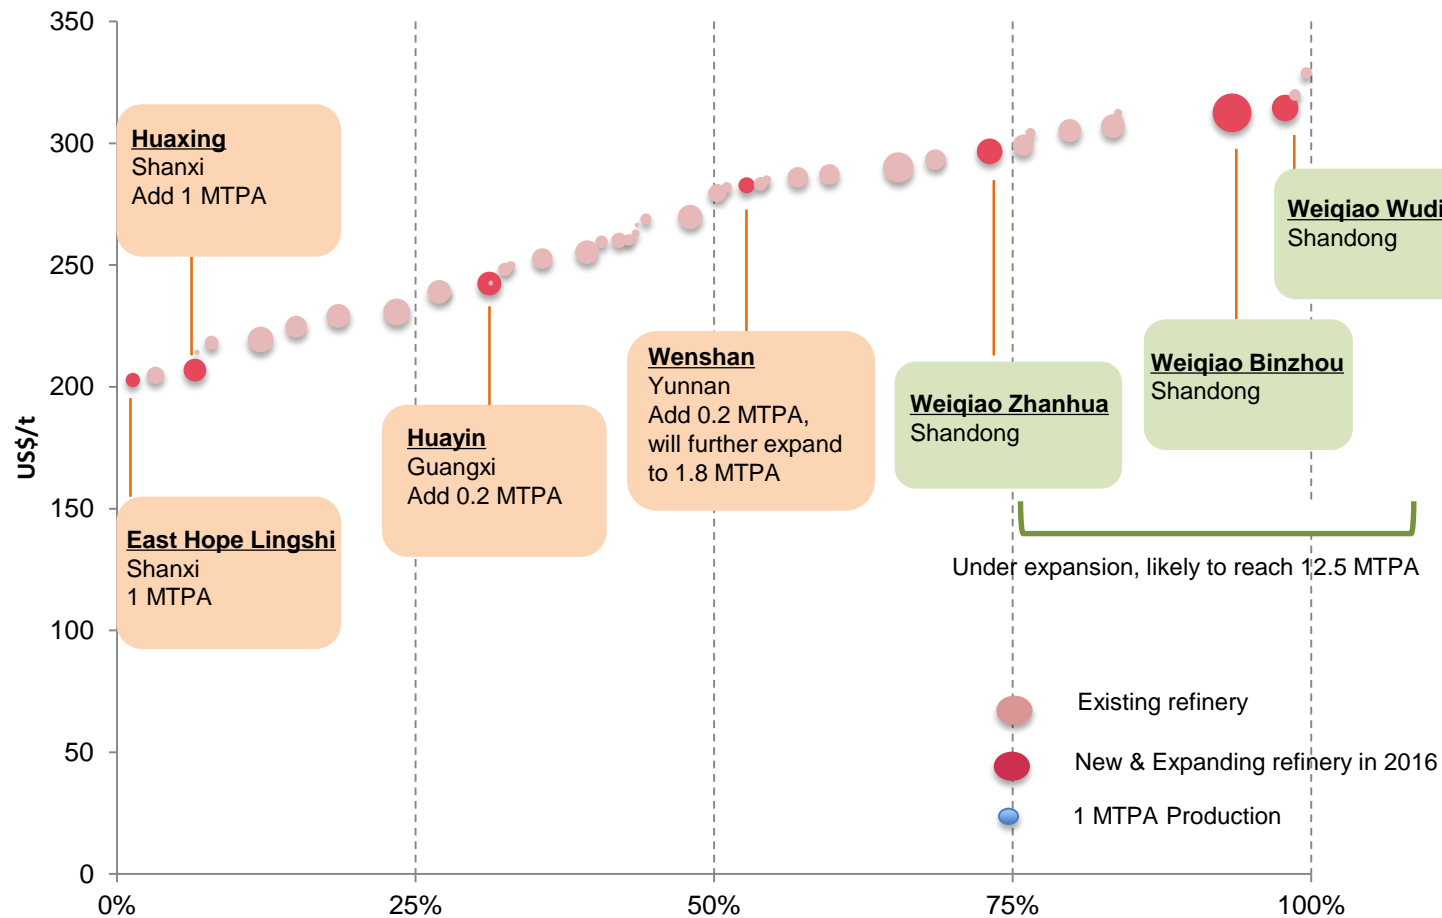 350
300
250
200
150
100
50
0
US$/t
0%
25%
50%
75%
100%
Huaxing
Shanxi
Add 1 MTPA
East Hope Lingshi
Shanxi
1 MTPA
Huayin
Guangxi
Add 0.2 MTPA
Wenshan
Yunnan
Add 0.2 MTPA,
will further expand
to 1.8 MTPA
Weiqiao Zhanhua
Shandong
Weiqiao Binzhou
Shandong
Weiqiao Wudi
Shandong
Under expansion, likely to reach 12.5 MTPA
Existing refinery
New & Expanding refinery in 2016
1 MTPA Production